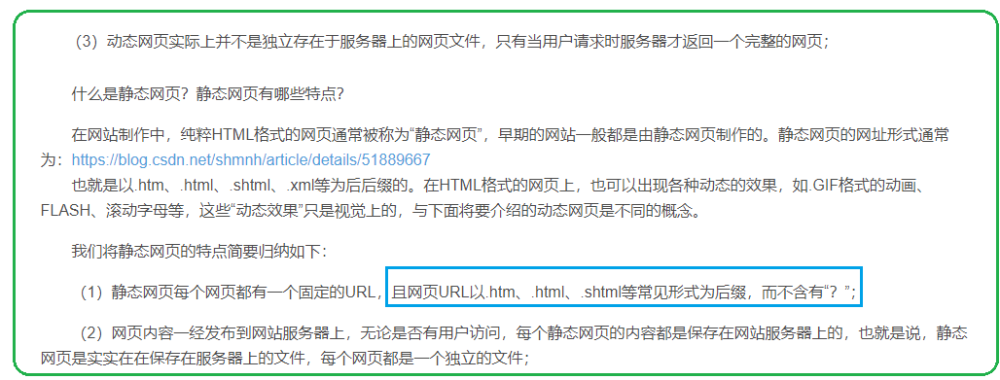 （3）动态网页实际上并不是独立存在于服务器上的网页文件，只有当用户请求时服务器才返回一个完整的网页；
什么是静态网页？静态网页有哪些特点？
在网站制作中，纯粹HTML格式的网页通常被称为“静态网页”，早期的网站一般都是由静态网页制作的。静态网页的网址形式通常
为：https://blog.csdn.net/shmnh/article/details/51889667
也就是以.htm、.html、.shtml、.xml等为后后缀的。在HTML格式的网页上，也可以出现各种动态的效果，如.GIF格式的动画、
FLASH、滚动字母等，这些“动态效果”只是视觉上的，与下面将要介绍的动态网页是不同的概念。
我们将静态网页的特点简要归纳如下：
（1）静态网页每个网页都有一个固定的URL，且网页URL以.htm、.html、.shtml等常见形式为后缀，而不含有“？”；
（2）网页内容一经发布到网站服务器上，无论是否有用户访问，每个静态网页的内容都是保存在网站服务器上的，也就是说，静态
网页是实实在在保存在服务器上的文件，每个网页都是一个独立的文件；